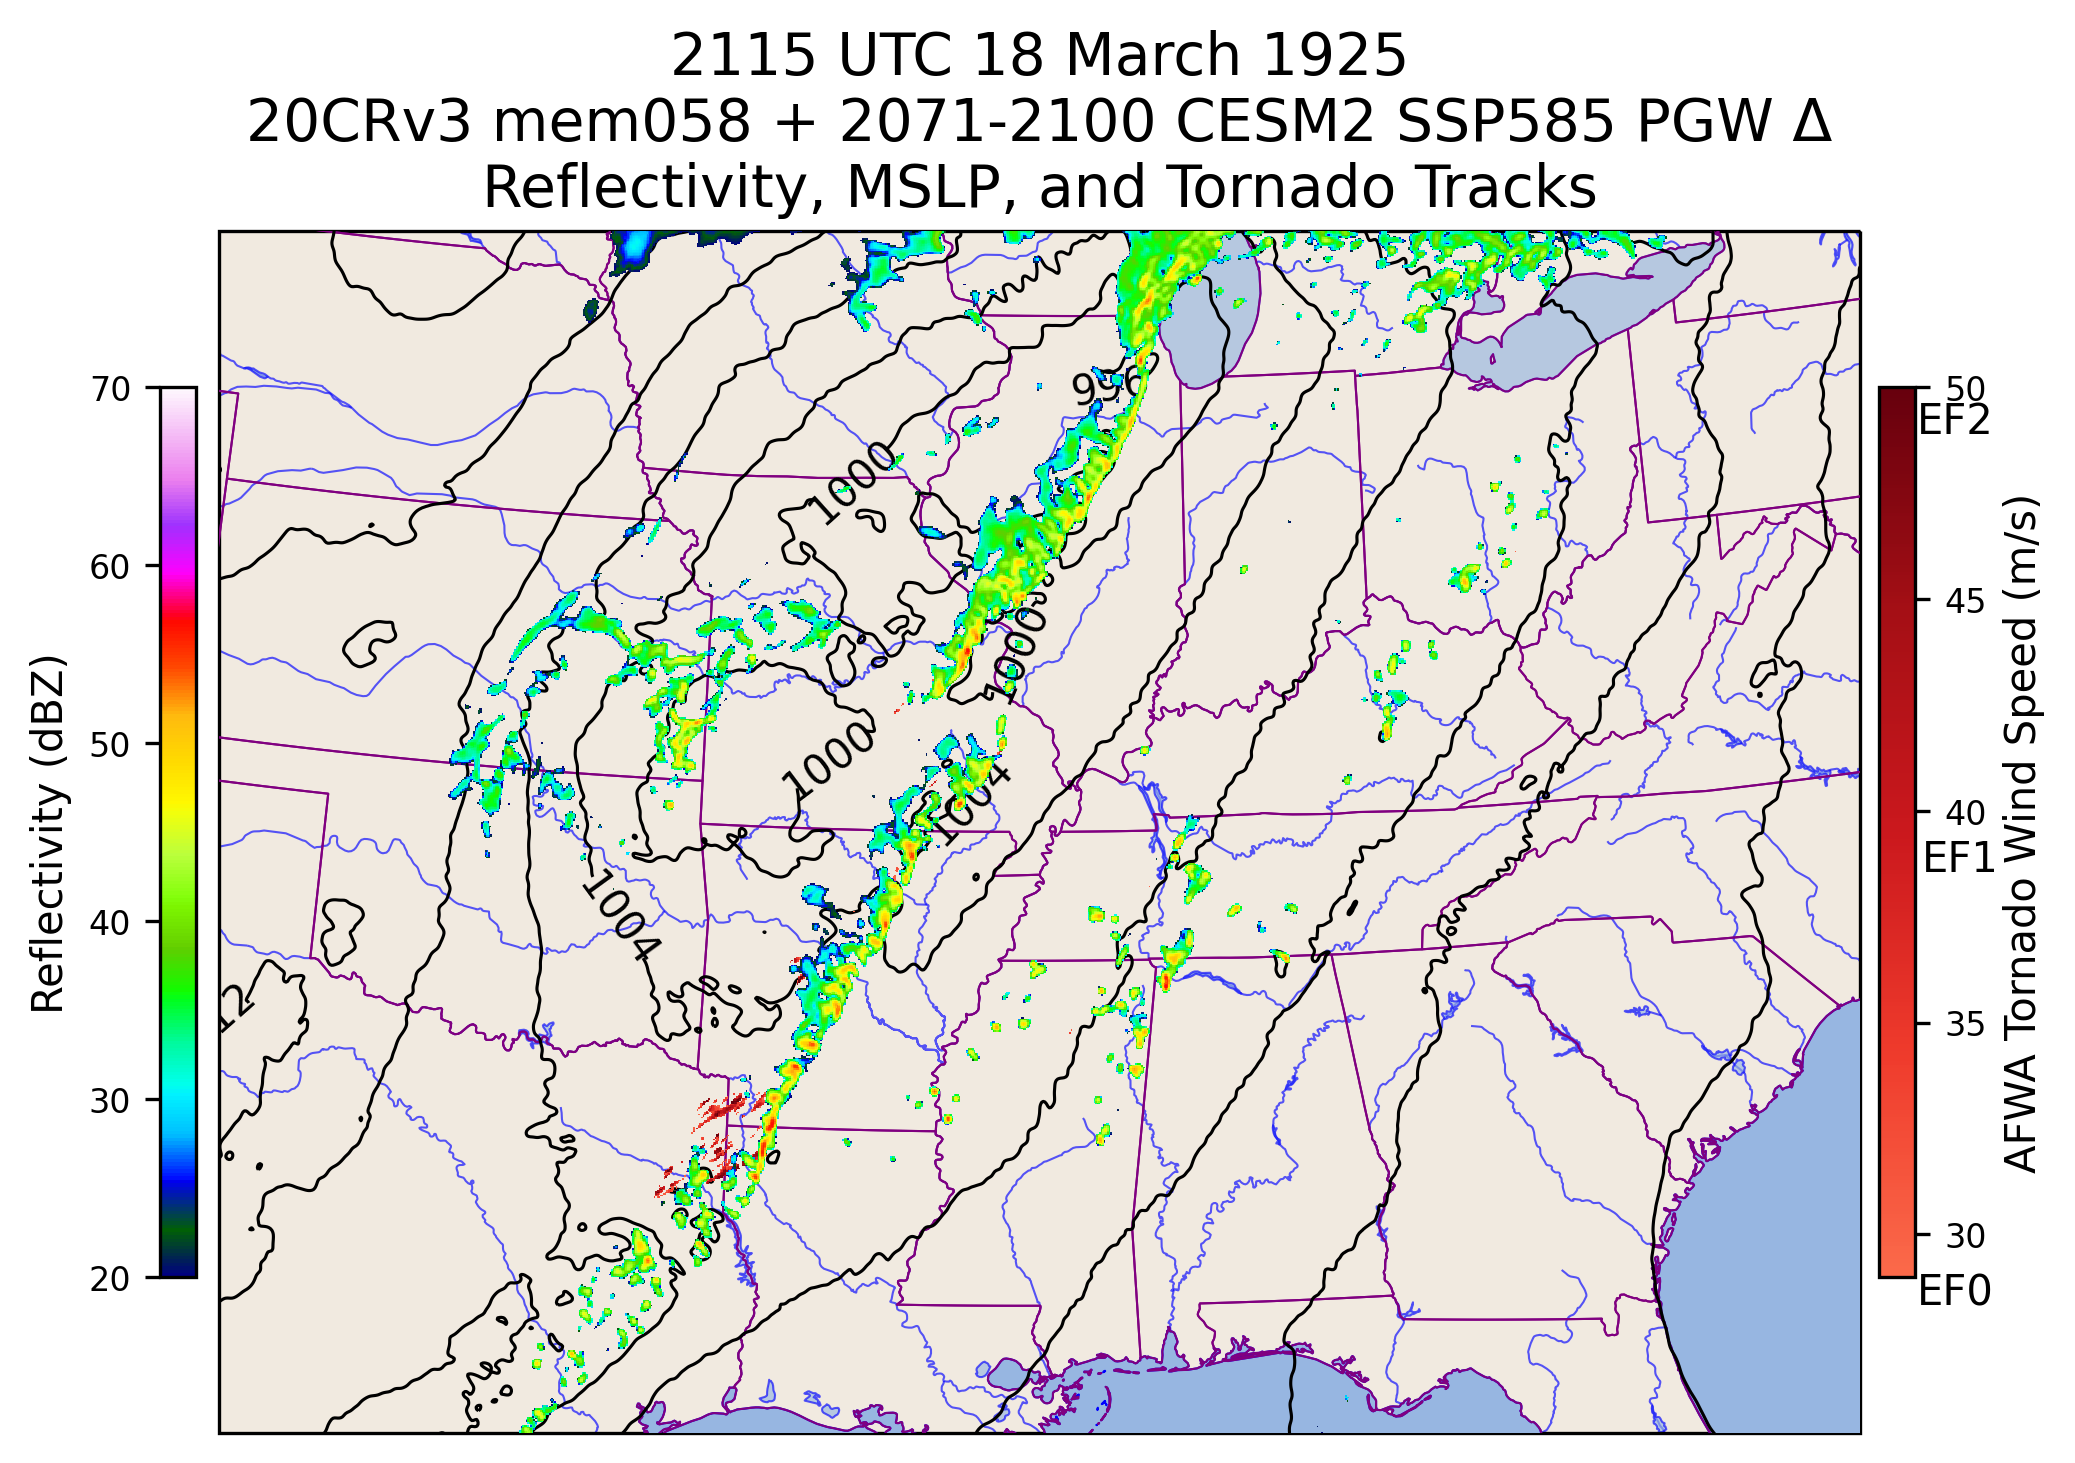 2115 UTC 18 March 1925
20CRv3 mem058 + 2071-2100 CESM2 SSP585 PGW Δ
Reflectivity, MSLP, and Tornado Tracks
70
60
50
40
30
20
Reflectivity (dBZ)
996
1000
1000
1000
1004
1004
12
50
EF2
45
40
EF1
35
30
EF0
AFWA Tornado Wind Speed (m/s)